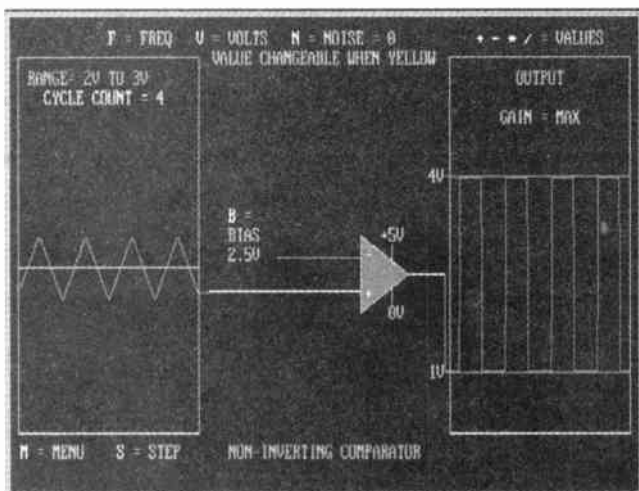 F = FREQ V = VOLTS N = NOISE = 0 + - * / = VALUES
VALUE CHANGEABLE WHEN YELLOW
RANGE= 2V TO 3V
CYCLE COUNT = 4
OUTPUT
GAIN = MAX
4V
B =
BIAS
2.5V
+5V
-
+
0V
1V
M = MENU S = STEP NON-INVERTING COMPARATOR